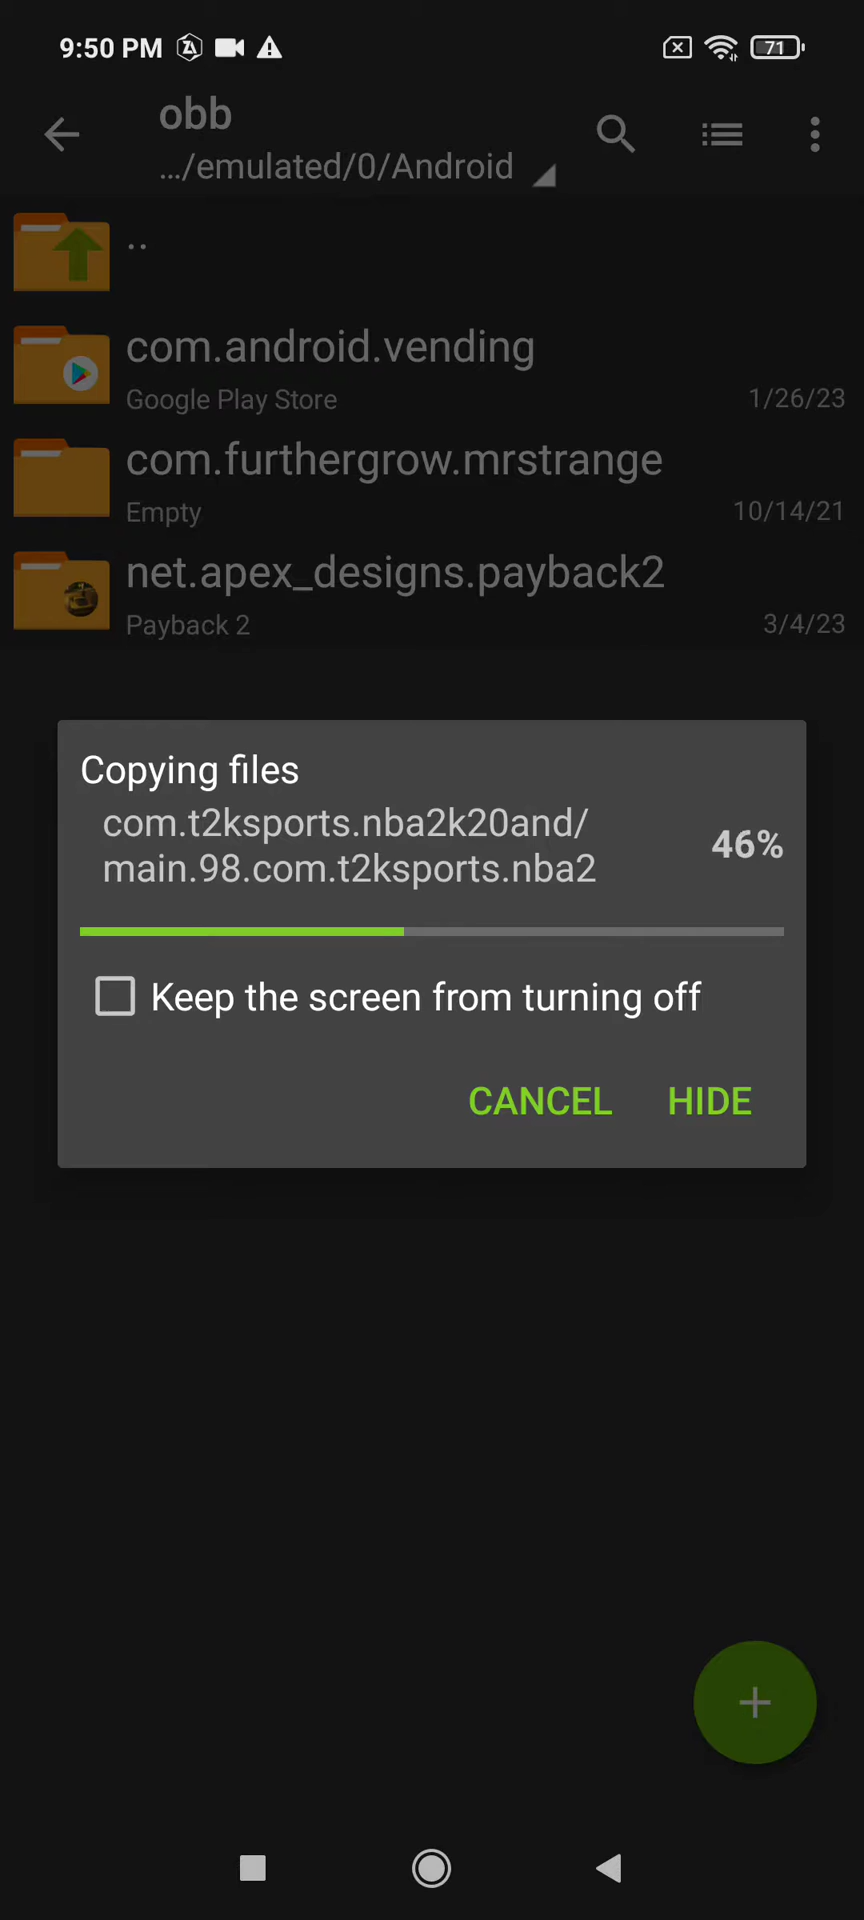 9:50 PM
71
obb
.../emulated/0/Android
..
com.android.vending
Google Play Store
1/26/23
com.furthergrow.mrstrange
Empty
10/14/21
net.apex_designs.payback2
Payback 2
3/4/23
Copying files
com.t2ksports.nba2k20and/
main.98.com.t2ksports.nba2
46%
Keep the screen from turning off
CANCEL
HIDE